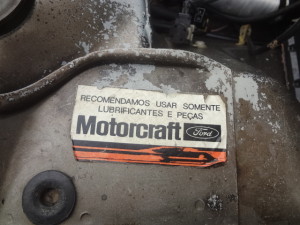 RECOMENDAMOS USAR SOMENTE
LUBRIFICANTES E PEÇAS
Motorcraft Ford